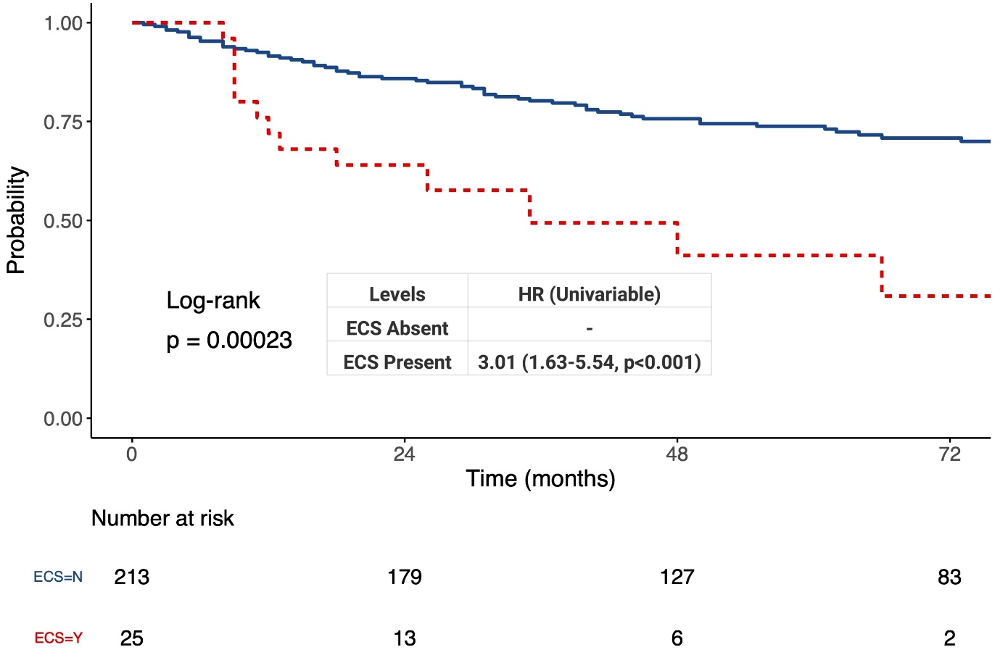 1.00
0.75
0.50
0.25
0.00
Probability
Log-rank
p = 0.00023
Levels HR (Univariable)
ECS Absent -
ECS Present 3.01 (1.63-5.54, p<0.001)
0 24 48 72
Time (months)
Number at risk
ECS=N 213 179 127 83
ECS=Y 25 13 6 2